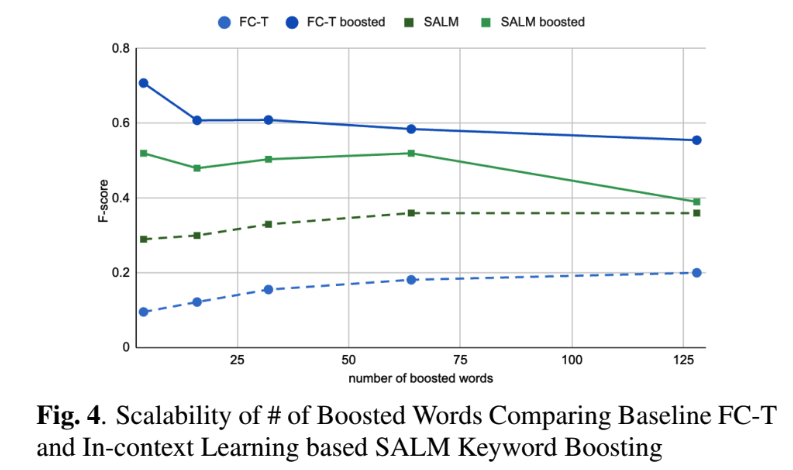 FC-T FC-T boosted SALM SALM boosted
0.8
0.6
0.4
0.2
0
F-score
25 50 75 100 125
number of boosted words
Fig. 4. Scalability of # of Boosted Words Comparing Baseline FC-T
and In-context Learning based SALM Keyword Boosting